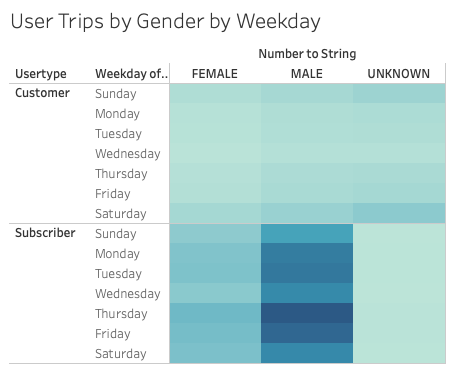 User Trips by Gender by Weekday
Number to String
Usertype Weekday of.. FEMALE MALE UNKNOWN
Customer Sunday
Monday
Tuesday
Wednesday
Thursday
Friday
Saturday
Subscriber Sunday
Monday
Tuesday
Wednesday
Thursday
Friday
Saturday